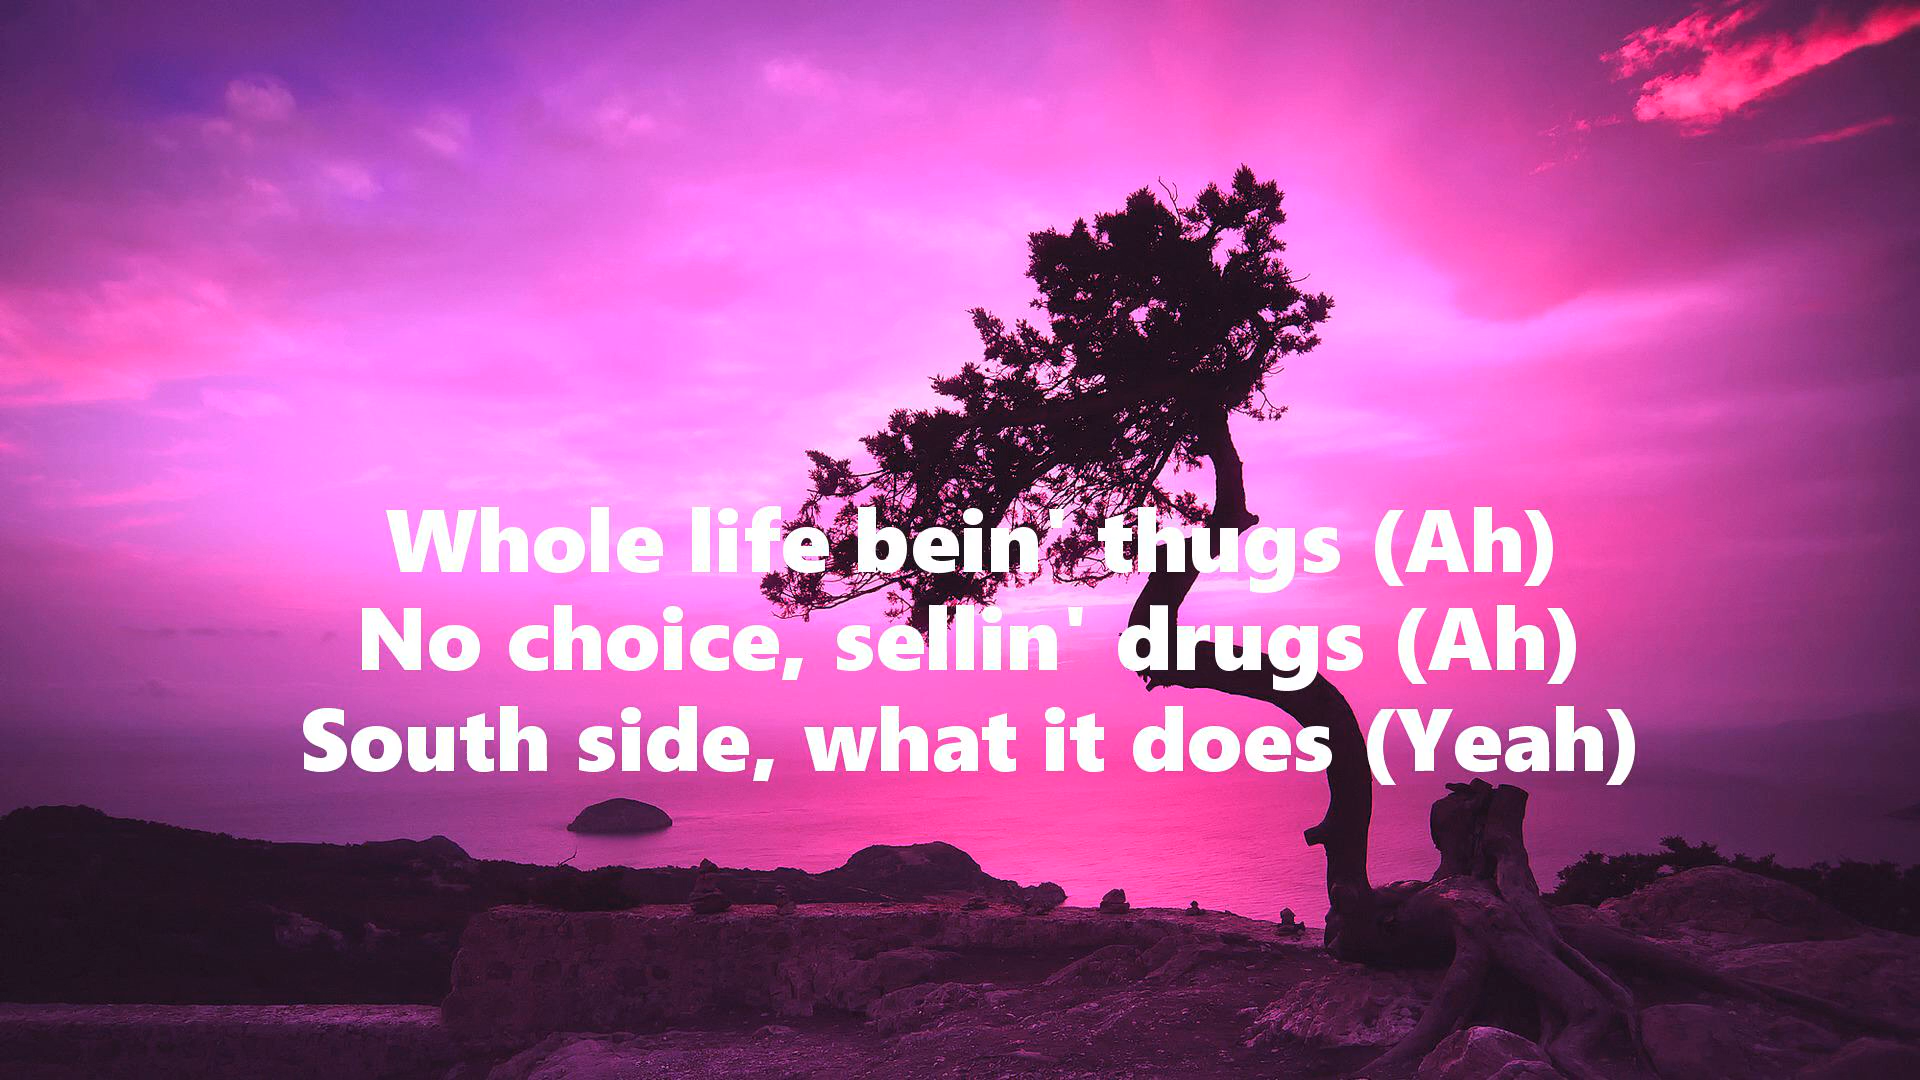 Whole life bein' thugs (Ah)
No choice, sellin' drugs (Ah)
South side, what it does (Yeah)